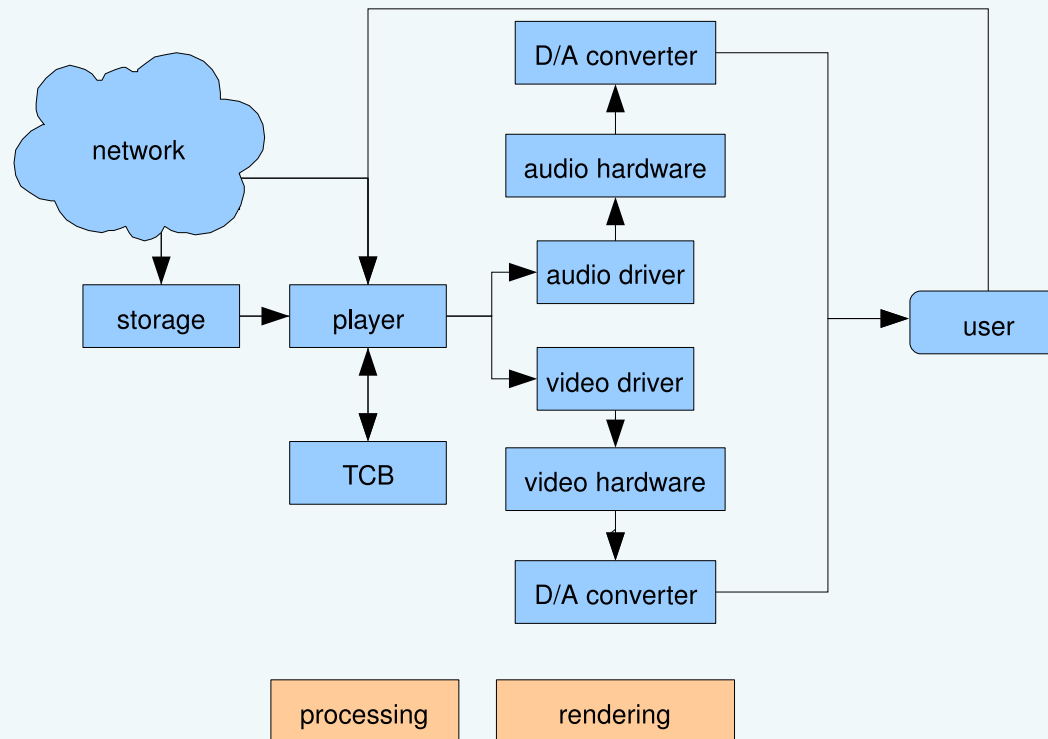 D/A converter
network
audio hardware
audio driver
storage
player
user
video driver
TCB
video hardware
D/A converter
processing
rendering